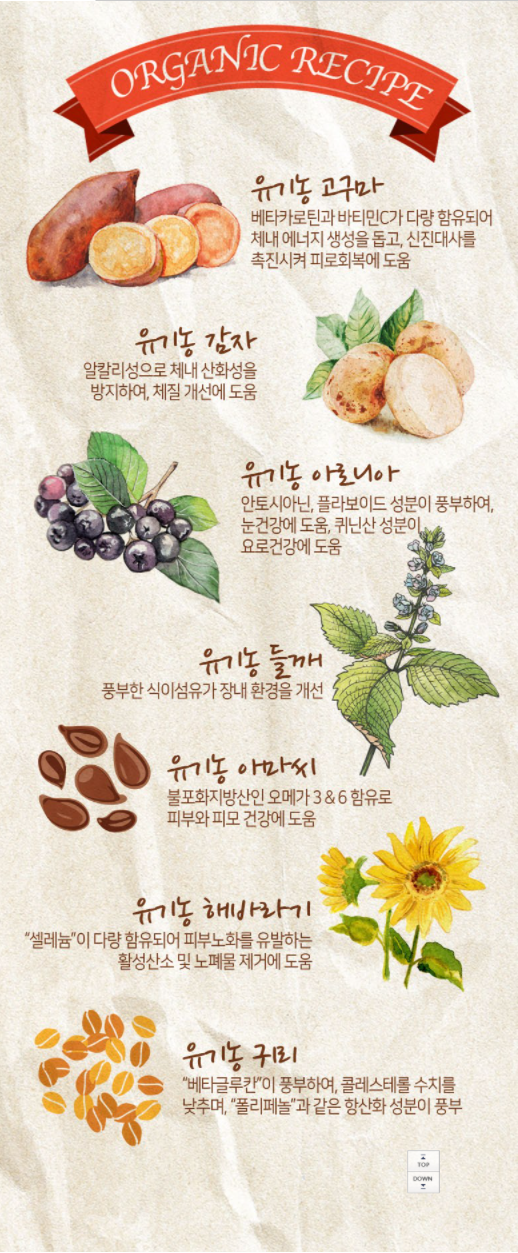 ORGANIC RECIPE
유기농 고구마
베타카로틴과 바티민C가 다량 함유되어
체내 에너지 생성을 돕고, 신진대사를
촉진시켜 피로회복에 도움
유기농 감자
알칼리성으로 체내 산화성을
방지하여, 체질 개선에 도움
유기농 아로니아
안토시아닌, 플라보이드 성분이 풍부하여,
눈건강에 도움, 퀴닌산 성분이
요로건강에 도움
유기농 들깨
풍부한 식이섬유가 장내 환경을 개선
유기농 아마씨
불포화지방산인 오메가 3 & 6 함유로
피부와 피모 건강에 도움
유기농 해바라기
"셀레늄"이 다량 함유되어 피부노화를 유발하는
활성산소 및 노폐물 제거에 도움
유기농 귀리
"베타글루칸"이 풍부하여, 콜레스테롤 수치를
낮추며, "폴리페놀"과 같은 항산화 성분이 풍부
TOP
DOWN